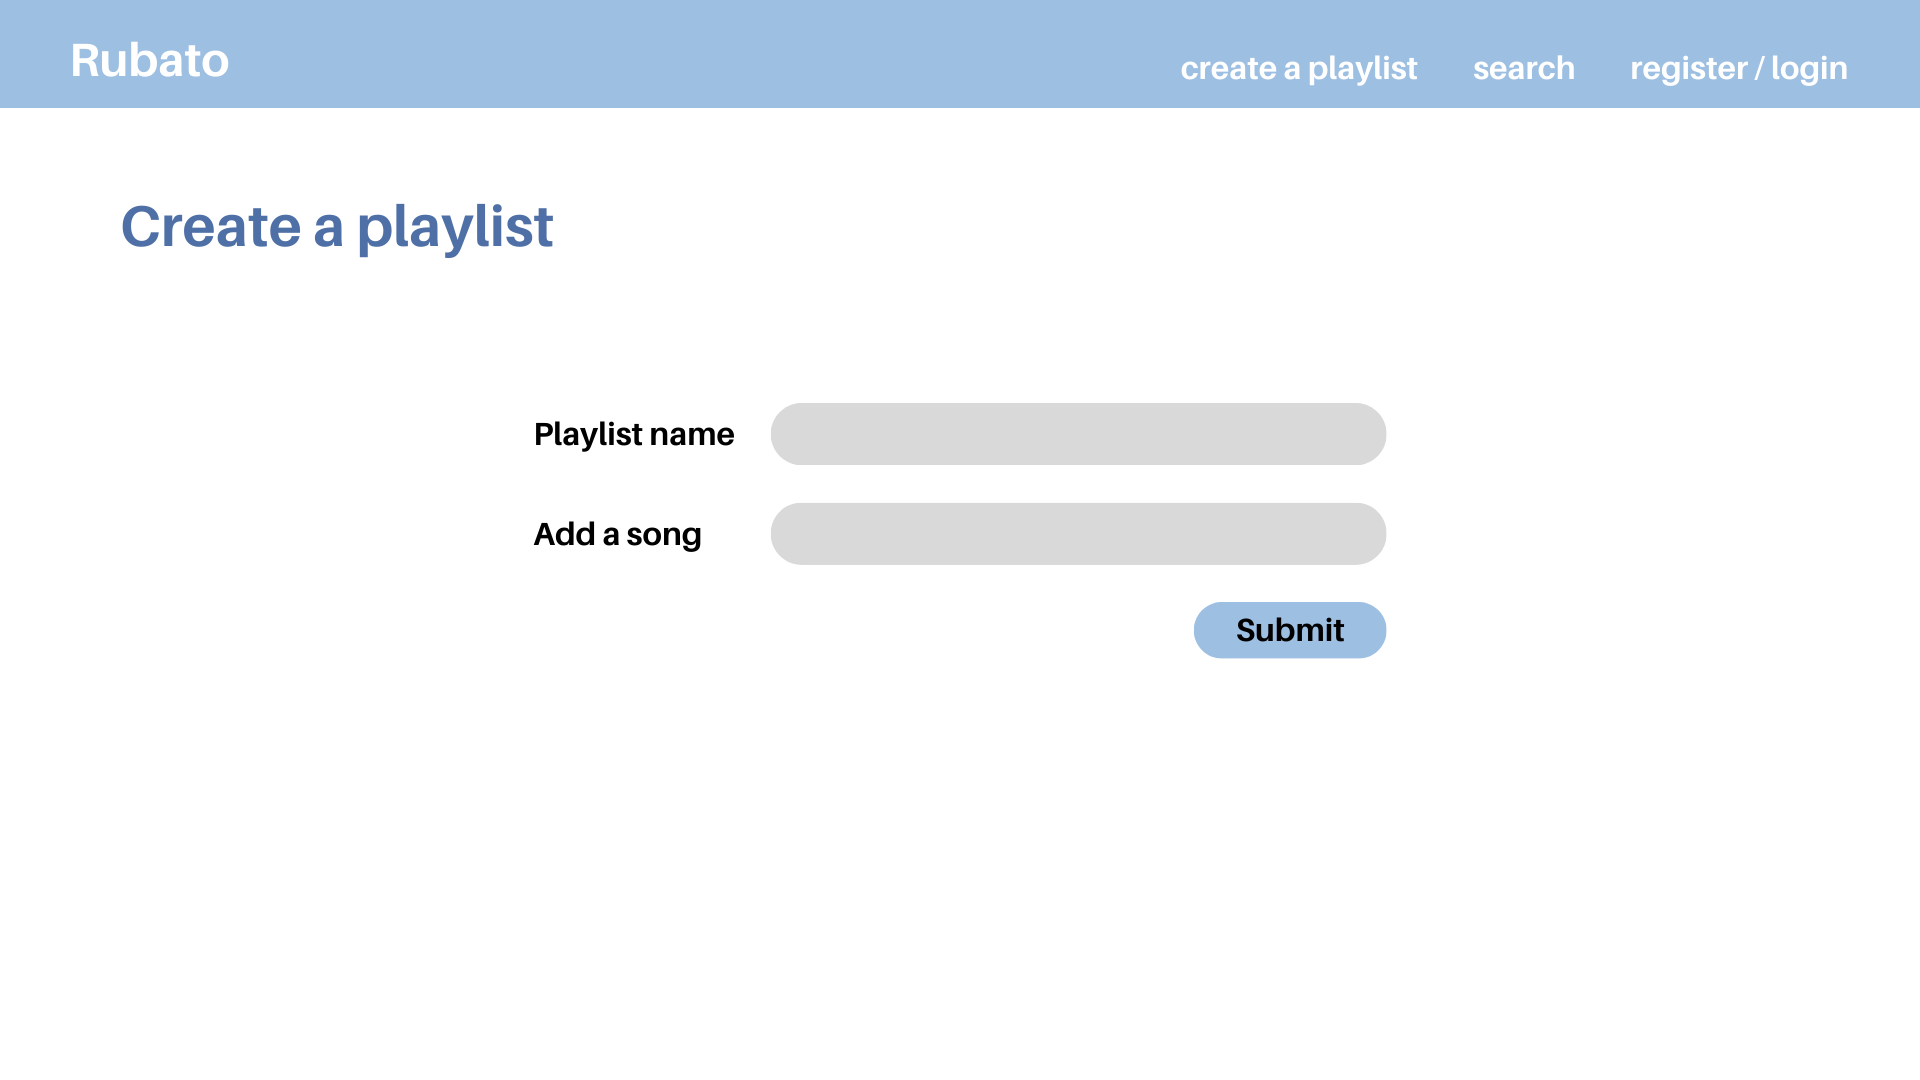 Rubato
create a playlist
search
register / login
Create a playlist
Playlist name
Add a song
Submit